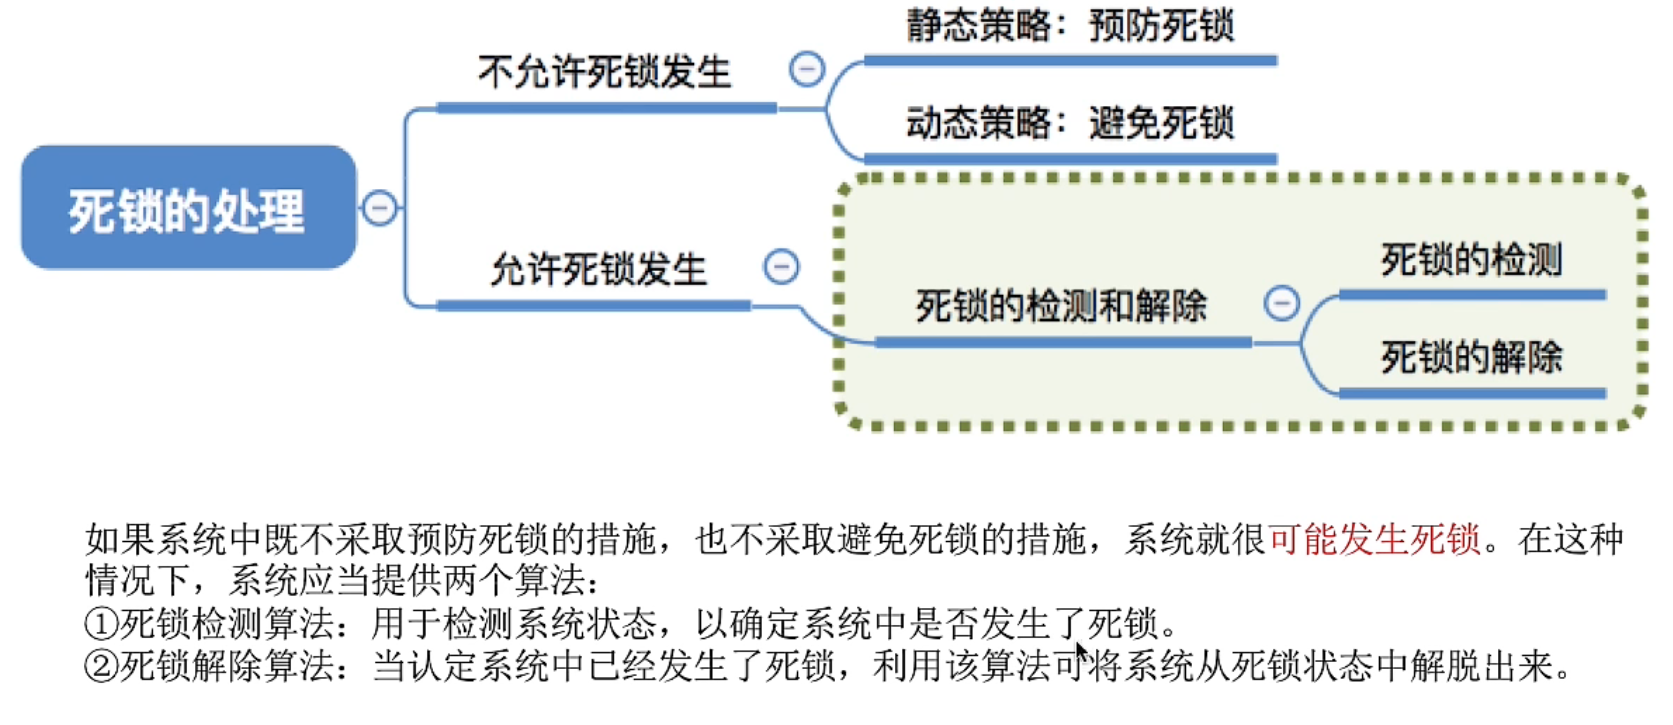 死锁的处理
不允许死锁发生
静态策略：预防死锁
动态策略：避免死锁
允许死锁发生
死锁的检测和解除
死锁的检测
死锁的解除
如果系统中既不采取预防死锁的措施，也不采取避免死锁的措施，系统就很可能发生死锁。在这种
情况下，系统应当提供两个算法：
①死锁检测算法：用于检测系统状态，以确定系统中是否发生了死锁。
②死锁解除算法：当认定系统中已经发生了死锁，利用该算法可将系统从死锁状态中解脱出来。